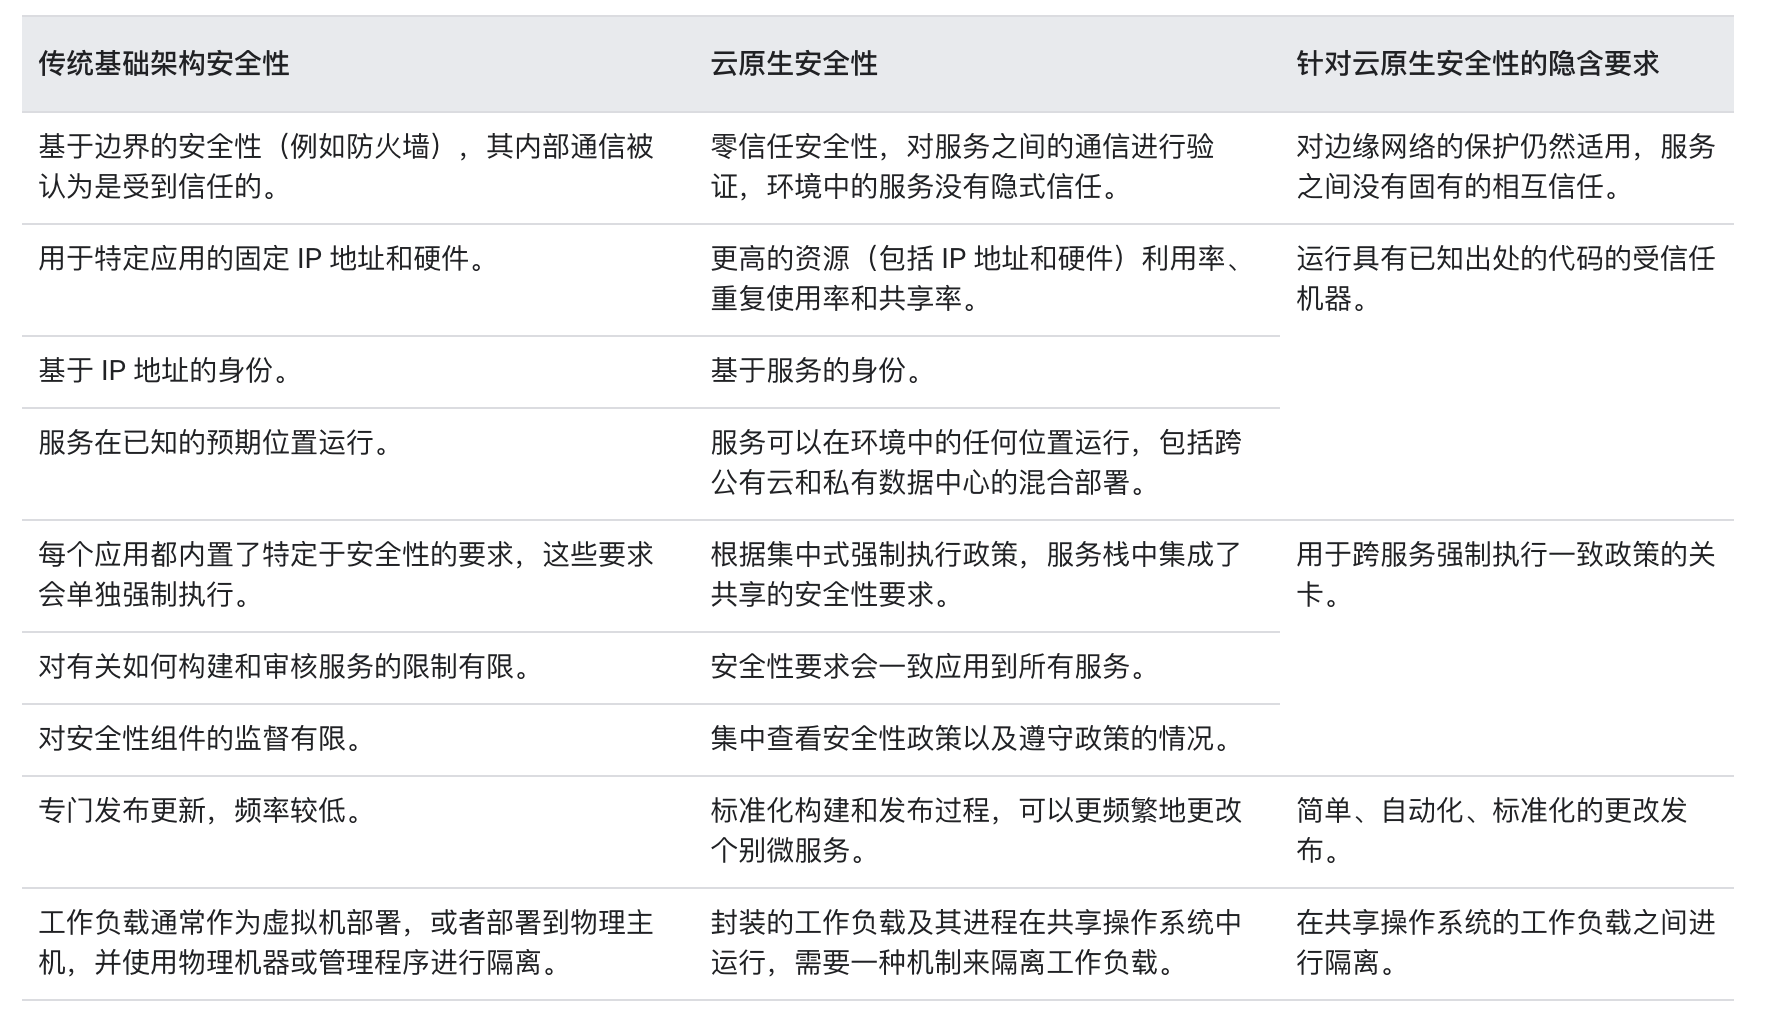 传统基础架构安全性
云原生安全性
针对云原生安全性的隐含要求
基于边界的安全性（例如防火墙），其内部通信被
认为是受到信任的。
零信任安全性，对服务之间的通信进行验
证，环境中的服务没有隐式信任。
对边缘网络的保护仍然适用，服务
之间没有固有的相互信任。
用于特定应用的固定 IP 地址和硬件。
更高的资源（包括 IP 地址和硬件）利用率、
重复使用率和共享率。
运行具有已知出处的代码的受信任
机器。
基于 IP 地址的身份。
基于服务的身份。
服务在已知的预期位置运行。
服务可以在环境中的任何位置运行，包括跨
公有云和私有数据中心的混合部署。
每个应用都内置了特定于安全性的要求，这些要求
会单独强制执行。
根据集中式强制执行政策，服务栈中集成了
共享的安全性要求。
用于跨服务强制执行一致政策的关
卡。
对有关如何构建和审核服务的限制有限。
安全性要求会一致应用到所有服务。
对安全性组件的监督有限。
集中查看安全性政策以及遵守政策的情况。
专门发布更新，频率较低。
标准化构建和发布过程，可以更频繁地更改
个别微服务。
简单、自动化、标准化的更改发
布。
工作负载通常作为虚拟机部署，或者部署到物理主
机，并使用物理机器或管理程序进行隔离。
封装的工作负载及其进程在共享操作系统中
运行，需要一种机制来隔离工作负载。
在共享操作系统的工作负载之间进
行隔离。